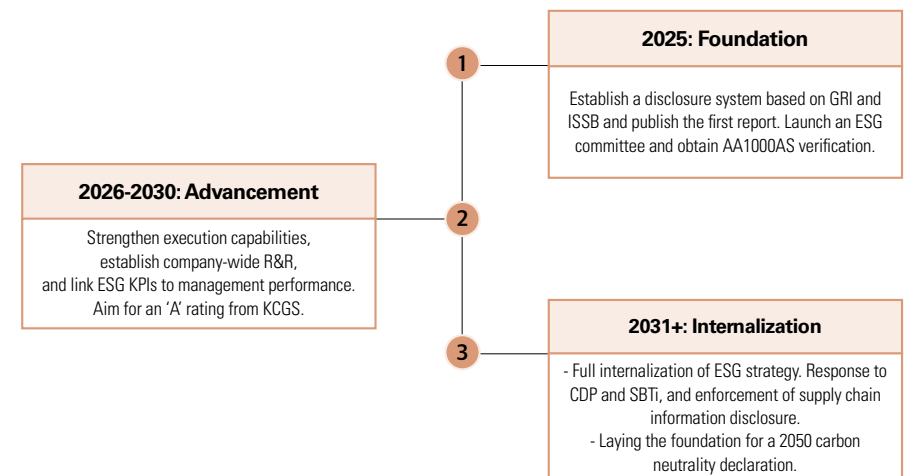 1
2025: Foundation
Establish a disclosure system based on GRI and
ISSB and publish the first report. Launch an ESG
committee and obtain AA1000AS verification.
2
2026-2030: Advancement
Strengthen execution capabilities,
establish company-wide R&R,
and link ESG KPIs to management performance.
Aim for an ‘A’ rating from KCGS.
3
2031+: Internalization
- Full internalization of ESG strategy. Response to
CDP and SBTi, and enforcement of supply chain
information disclosure.
- Laying the foundation for a 2050 carbon
neutrality declaration.